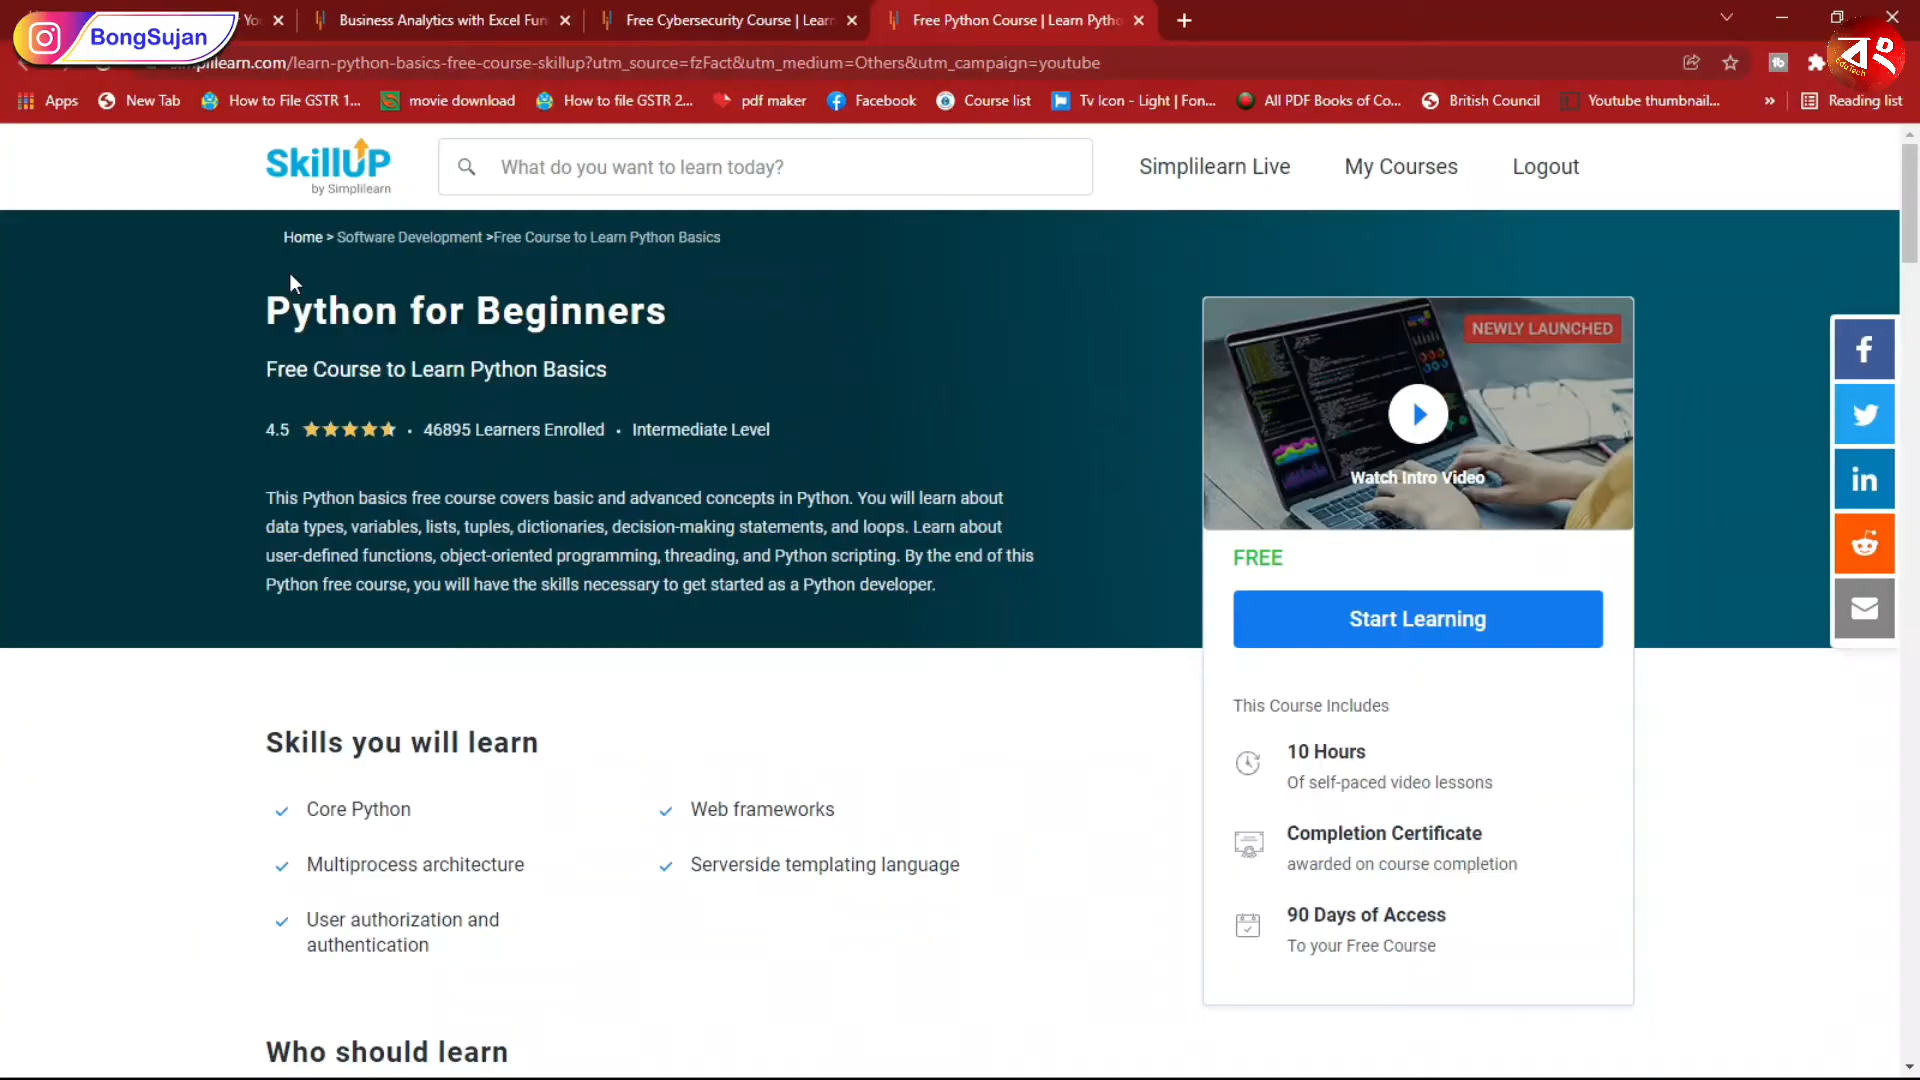 BongSujan
Business Analytics with Excel Fun
Free Cybersecurity Course | Learn
Free Python Course | Learn Pytho
simplilearn.com/learn-python-basics-free-course-skillup?utm_source=fzFact&utm_medium=Others&utm_campaign=youtube
Apps
New Tab
How to File GSTR 1...
movie download
How to file GSTR 2...
pdf maker
Facebook
Course list
Tv Icon - Light | Fon...
All PDF Books of Co...
British Council
Youtube thumbnail...
»
Reading list
SkillUP
by Simplilearn
What do you want to learn today?
Simplilearn Live
My Courses
Logout
Home > Software Development >Free Course to Learn Python Basics
Python for Beginners
Free Course to Learn Python Basics
4.5 · 46895 Learners Enrolled · Intermediate Level
This Python basics free course covers basic and advanced concepts in Python. You will learn about
data types, variables, lists, tuples, dictionaries, decision-making statements, and loops. Learn about
user-defined functions, object-oriented programming, threading, and Python scripting. By the end of this
Python free course, you will have the skills necessary to get started as a Python developer.
NEWLY LAUNCHED
Watch Intro Video
FREE
Start Learning
This Course Includes
10 Hours
Of self-paced video lessons
Completion Certificate
awarded on course completion
90 Days of Access
To your Free Course
Skills you will learn
Core Python
Web frameworks
Multiprocess architecture
Serverside templating language
User authorization and
authentication
Who should learn